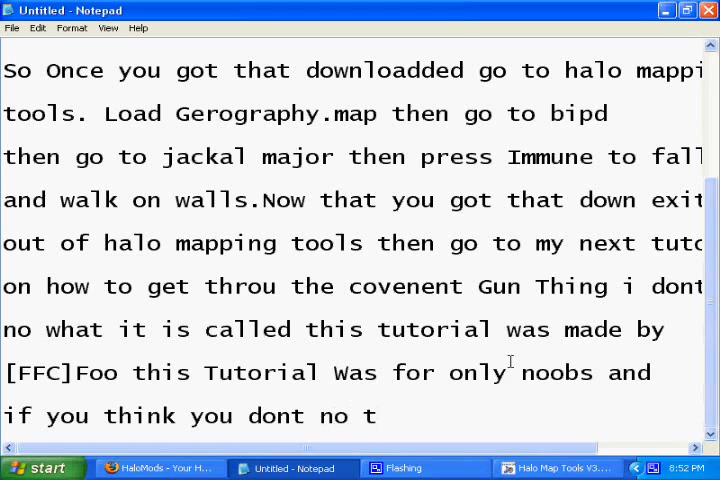 Untitled - Notepad
File Edit Format View Help
So Once you got that downloadded go to halo mappi
tools. Load Gerography.map then go to bipd
then go to jackal major then press Immune to fall
and walk on walls.Now that you got that down exit
out of halo mapping tools then go to my next tuto
on how to get throu the covenent Gun Thing i dont
no what it is called this tutorial was made by
[FFC]Foo this Tutorial Was for only noobs and
if you think you dont no t
start HaloMods - Your H... Untitled - Notepad Flashing Halo Map Tools V3.... 8:52 PM